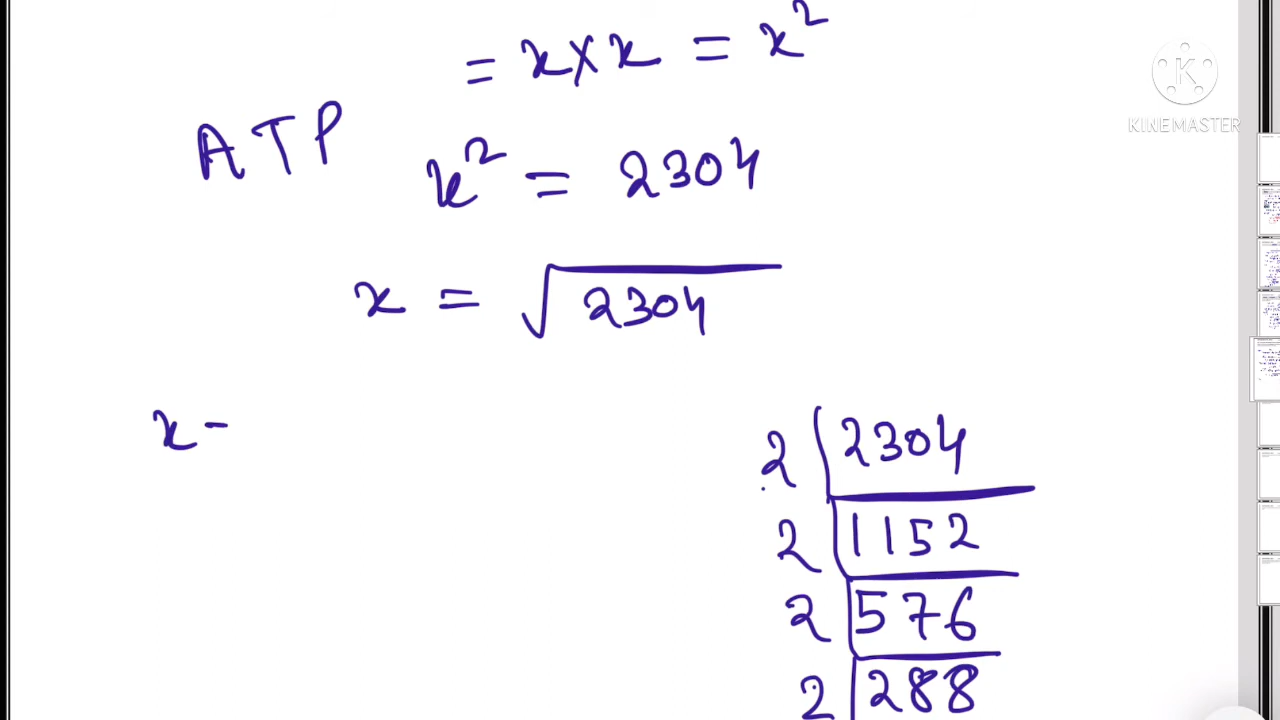 = x × x = x²
K
KINEMASTER
ATP
x² = 2304
x = √2304
x -
2 | 2304
2 | 1152
2 | 576
2 | 288